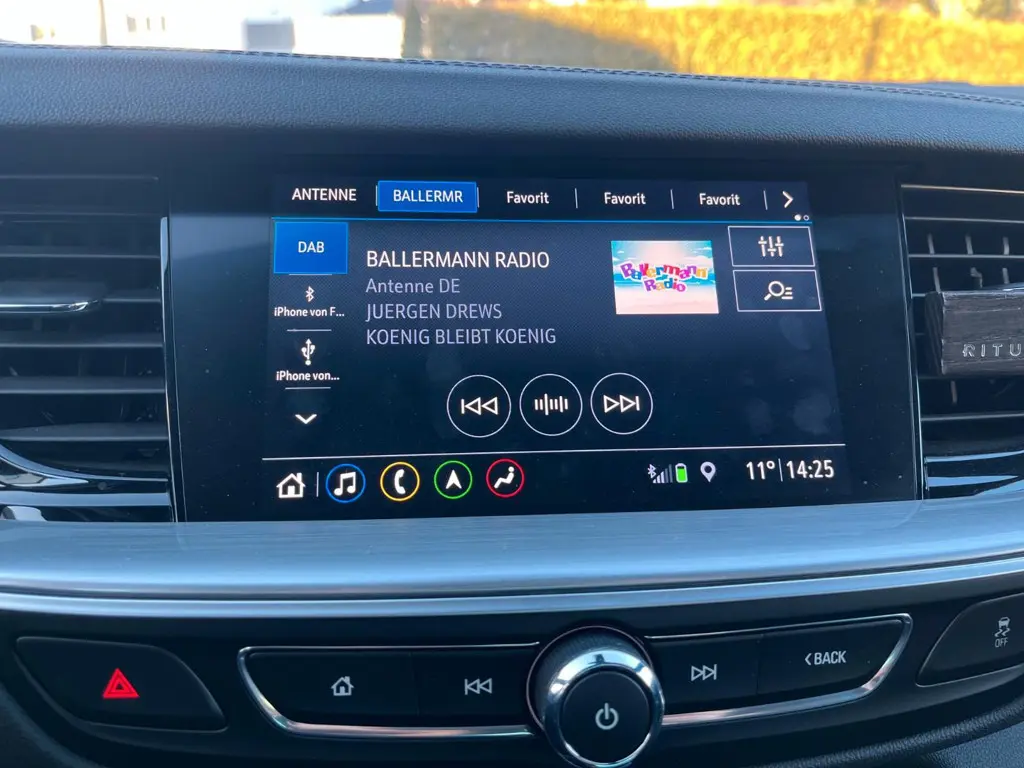 ANTENNE BALLERMR Favorit Favorit Favorit
DAB
BALLERMANN RADIO
Antenne DE
JUERGEN DREWS
KOENIG BLEIBT KOENIG
Ballermann
Radio
iPhone von F...
iPhone von...
11° 14:25
RITU
BACK
OFF